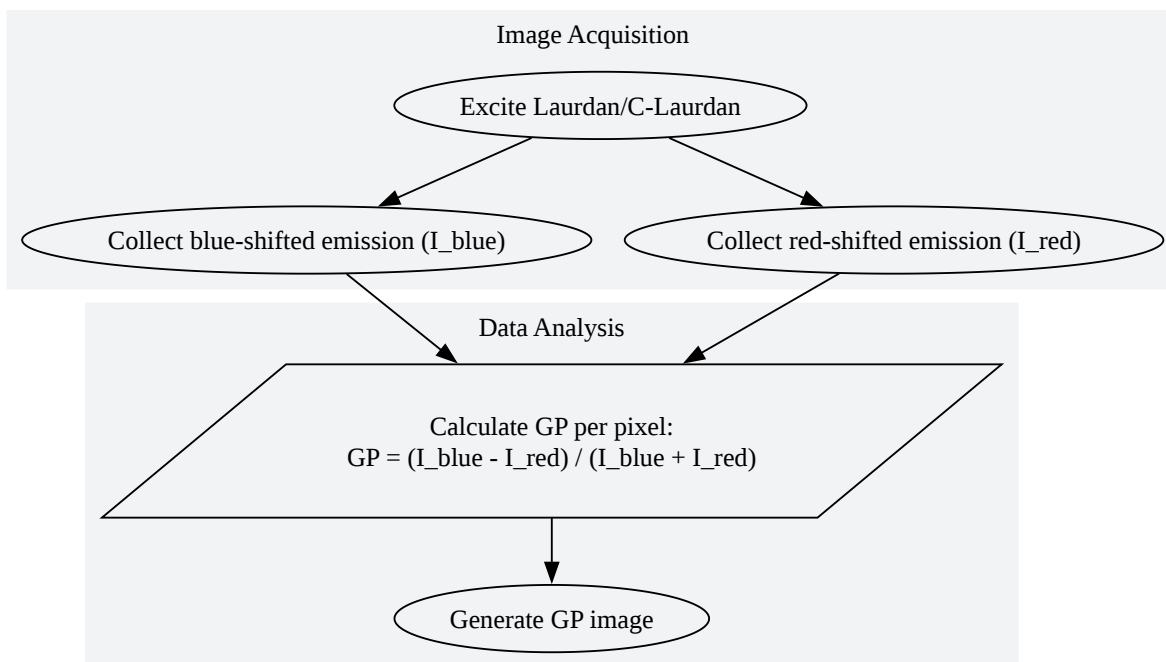 Image Acquisition
Excite Laurdan/C-Laurdan
Collect blue-shifted emission (I_blue)
Collect red-shifted emission (I_red)
Data Analysis
Calculate GP per pixel:
GP = (I_blue - I_red) / (I_blue + I_red)
Generate GP image